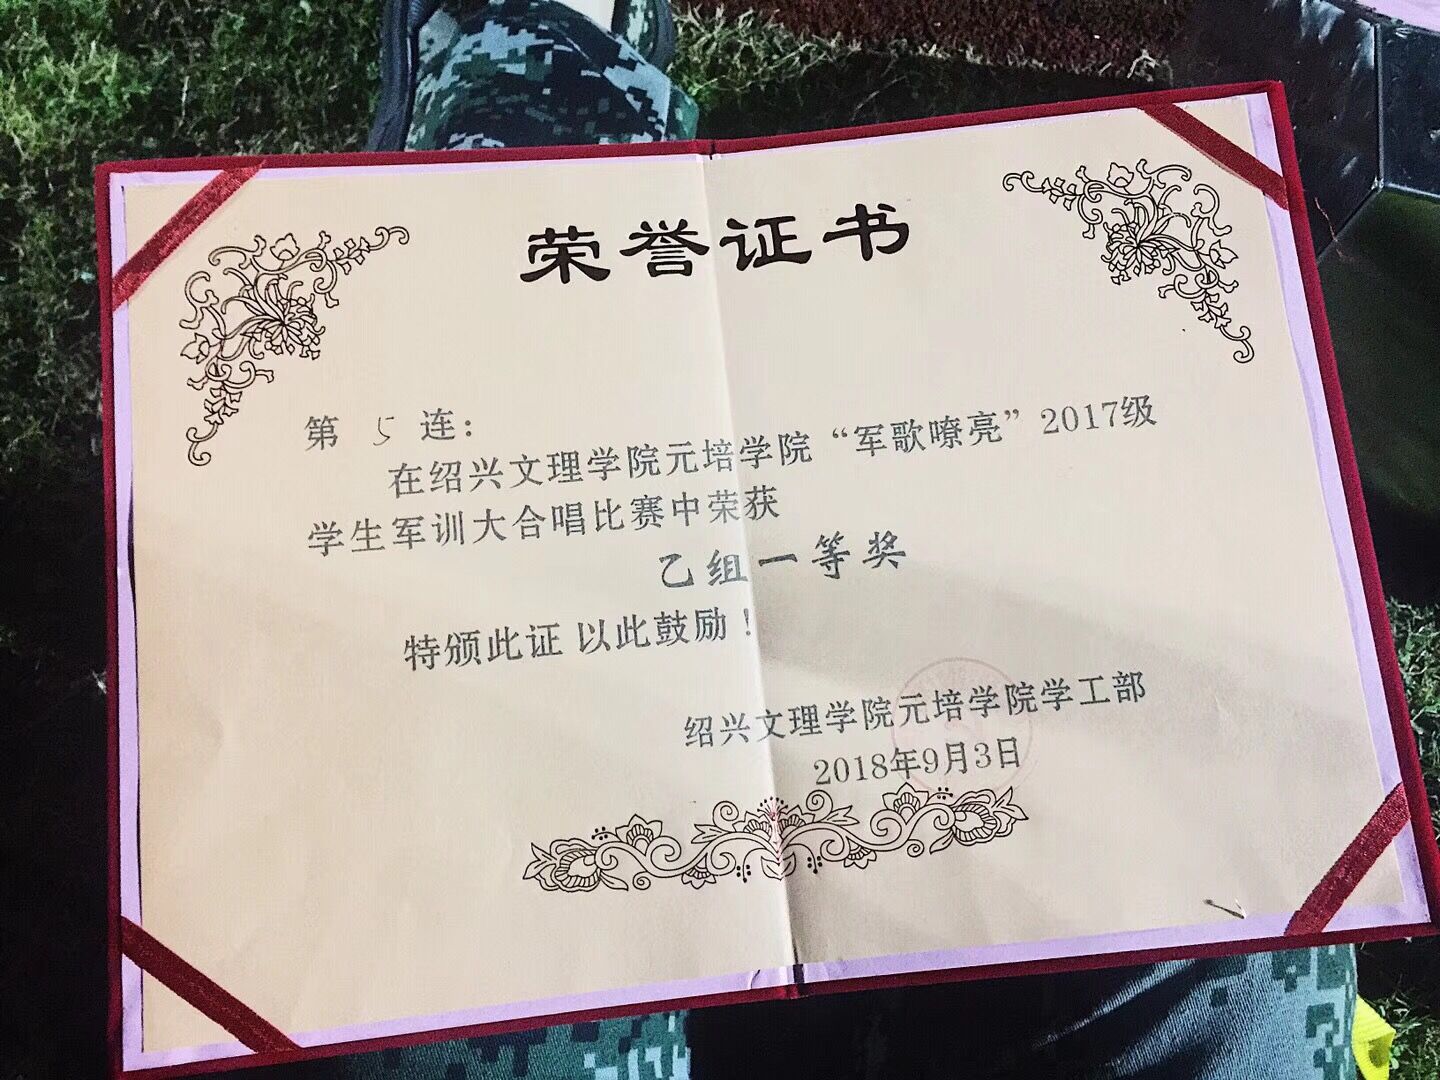 荣誉证书
第 5 连:
在绍兴文理学院元培学院“军歌嘹亮”2017级
学生军训大合唱比赛中荣获
乙组一等奖
特颁此证 以此鼓励!
绍兴文理学院元培学院学工部
2018年9月3日